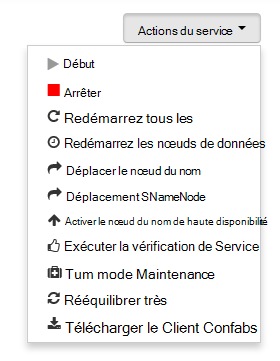 Actions du service
Début
Arrêter
Redémarrez tous les
Redémarrez les nœuds de données
Déplacer le nœud du nom
Déplacement SNameNode
Activer le nœud du nom de haute disponibilité
Exécuter la vérification de Service
Tum mode Maintenance
Rééquilibrer très
Télécharger le Client Confabs